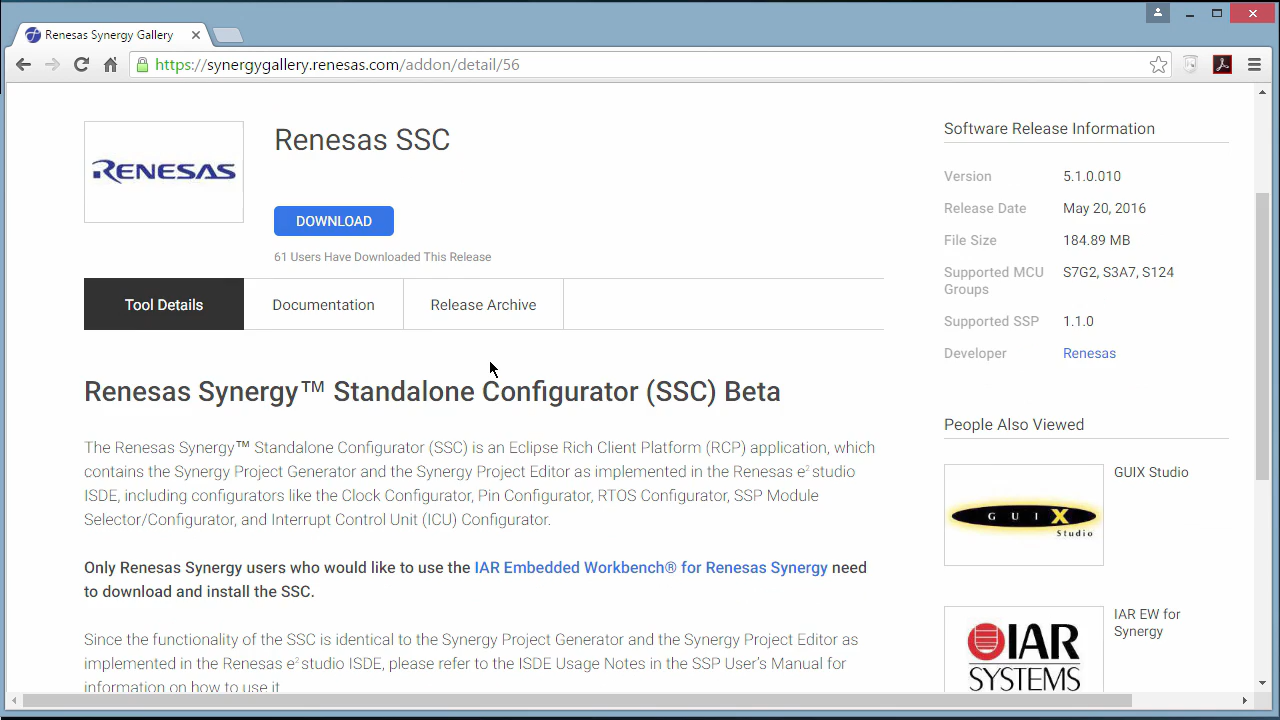 Renesas Synergy Gallery
https://synergygallery.renesas.com/addon/detail/56
RENESAS
Renesas SSC
DOWNLOAD
61 Users Have Downloaded This Release
Tool Details
Documentation
Release Archive
Renesas Synergy™ Standalone Configurator (SSC) Beta
The Renesas Synergy™ Standalone Configurator (SSC) is an Eclipse Rich Client Platform (RCP) application, which
contains the Synergy Project Generator and the Synergy Project Editor as implemented in the Renesas e² studio
ISDE, including configurators like the Clock Configurator, Pin Configurator, RTOS Configurator, SSP Module
Selector/Configurator, and Interrupt Control Unit (ICU) Configurator.
Only Renesas Synergy users who would like to use the IAR Embedded Workbench® for Renesas Synergy need
to download and install the SSC.
Since the functionality of the SSC is identical to the Synergy Project Generator and the Synergy Project Editor as
implemented in the Renesas e² studio ISDE, please refer to the ISDE Usage Notes in the SSP User's Manual for
information on how to use it
Software Release Information
Version 5.1.0.010
Release Date May 20, 2016
File Size 184.89 MB
Supported MCU S7G2, S3A7, S124
Groups
Supported SSP 1.1.0
Developer Renesas
People Also Viewed
GUIX Studio
GUIX
Studio
IAR EW for
Synergy
IAR
SYSTEMS